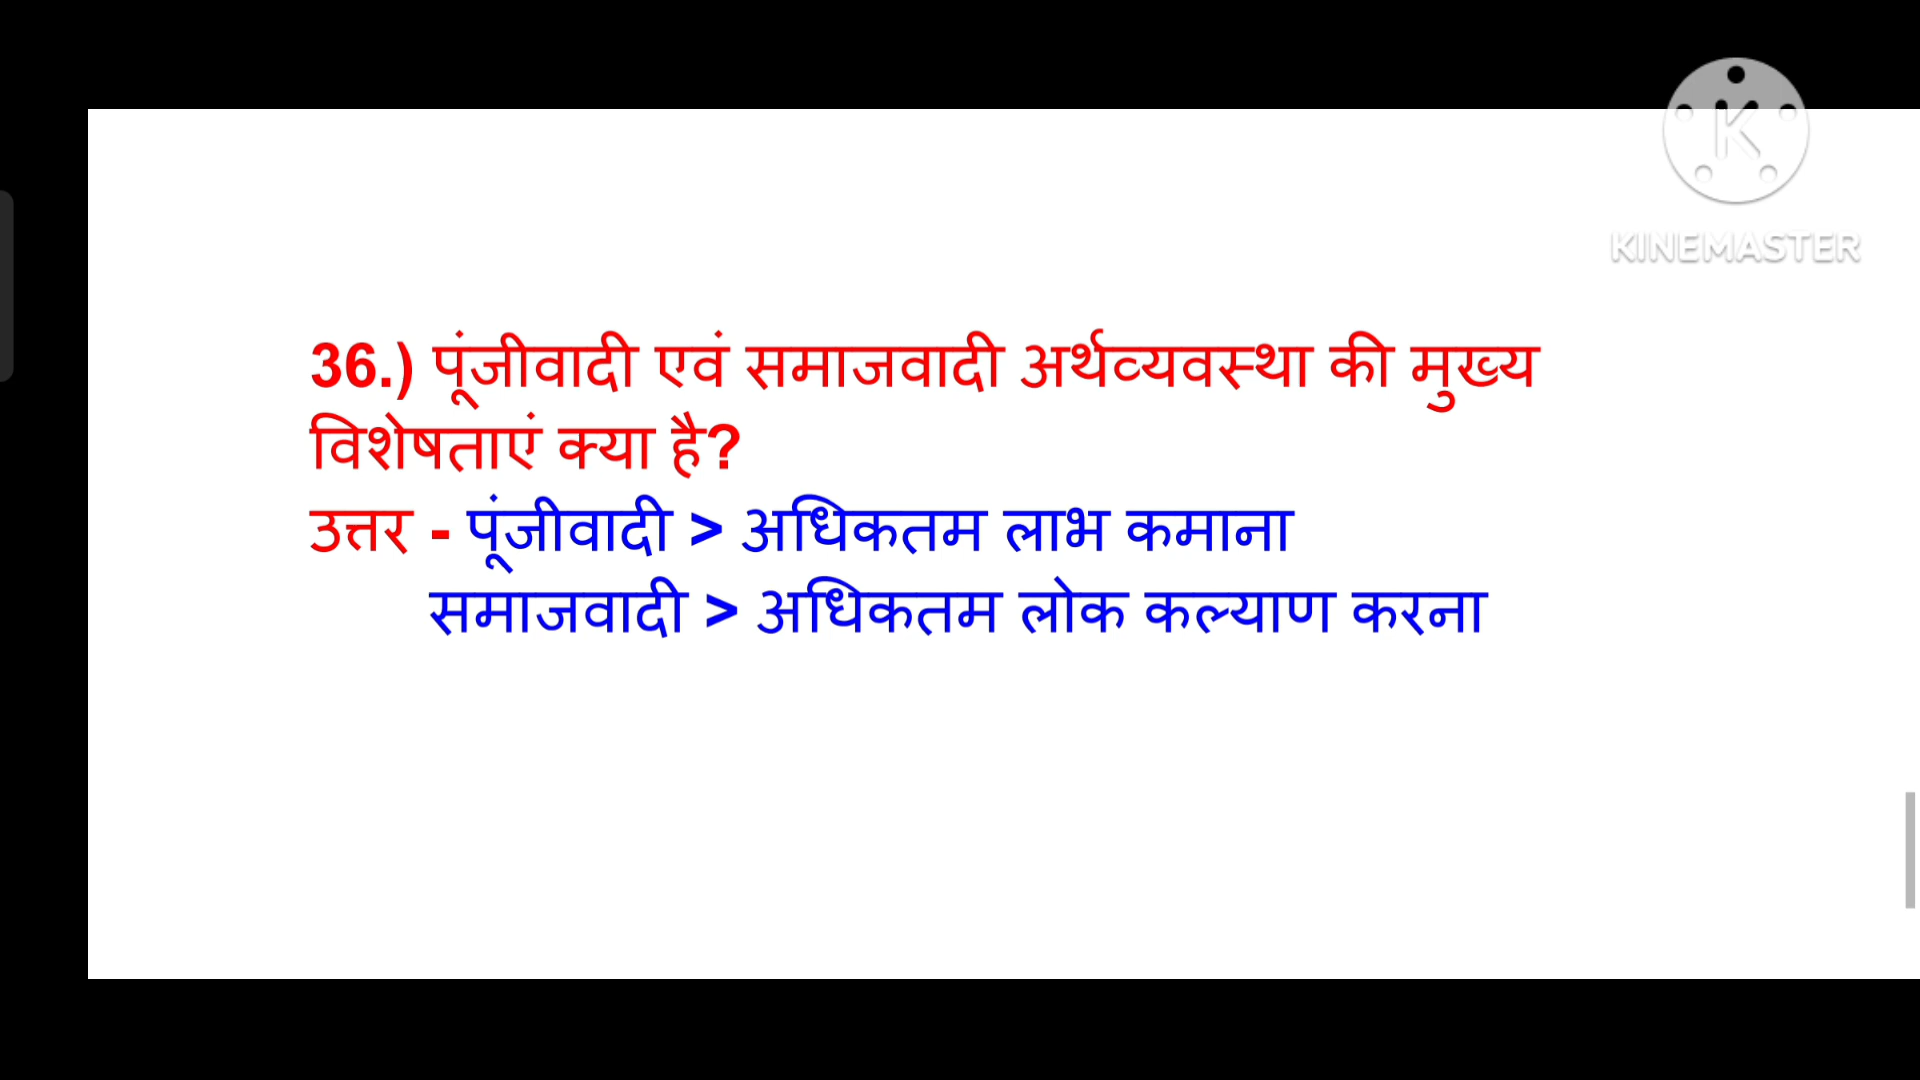 KINEMASTER
36.) पूंजीवादी एवं समाजवादी अर्थव्यवस्था की मुख्य
विशेषताएं क्या है?
उत्तर - पूंजीवादी > अधिकतम लाभ कमाना
समाजवादी > अधिकतम लोक कल्याण करना